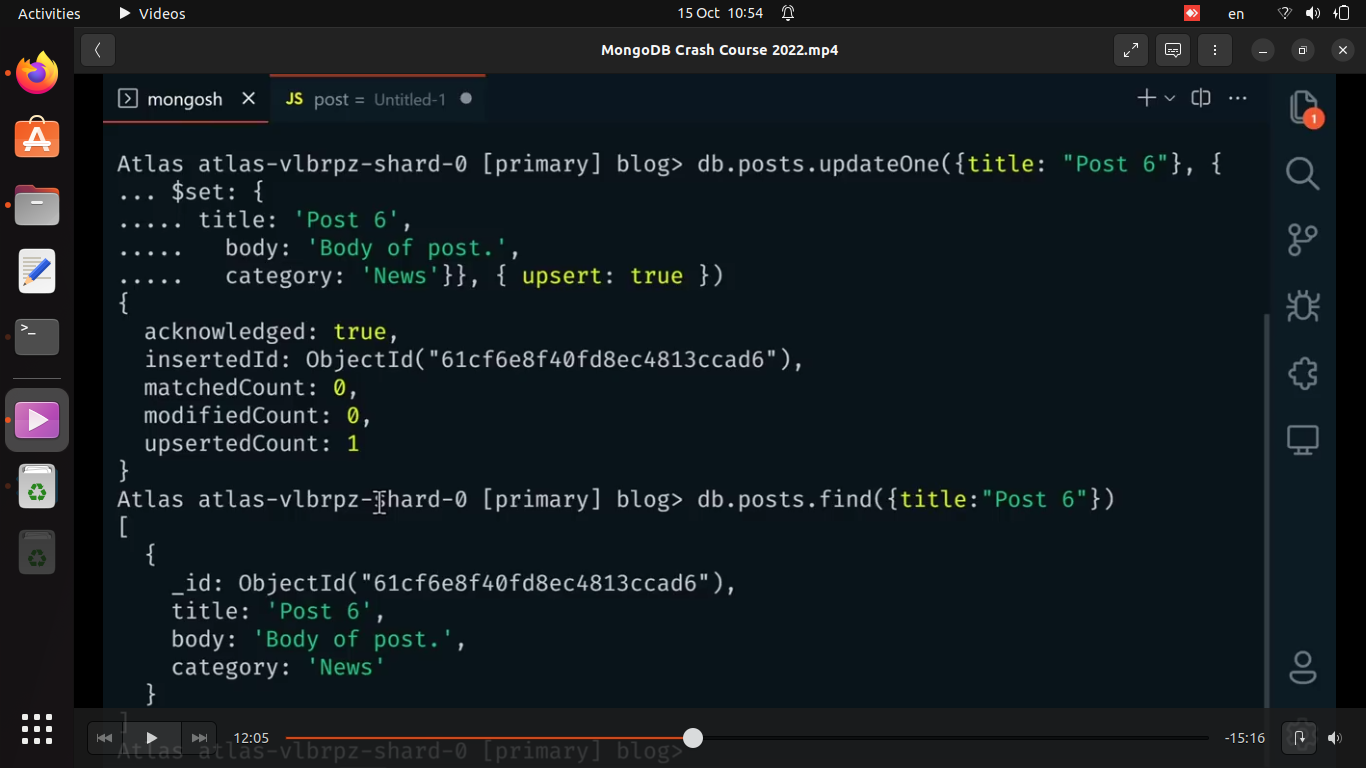 Activities
Videos
15 Oct 10:54
en
MongoDB Crash Course 2022.mp4
mongosh
JS post = Untitled-1
1
Atlas atlas-vlbrpz-shard-0 [primary] blog> db.posts.updateOne({title: "Post 6"}, {
... $set: {
..... title: 'Post 6',
..... body: 'Body of post.',
..... category: 'News'}}, { upsert: true })
{
acknowledged: true,
insertedId: ObjectId("61cf6e8f40fd8ec4813ccad6"),
matchedCount: 0,
modifiedCount: 0,
upsertedCount: 1
}
Atlas atlas-vlbrpz-shard-0 [primary] blog> db.posts.find({title:"Post 6"})
[
{
_id: ObjectId("61cf6e8f40fd8ec4813ccad6"),
title: 'Post 6',
body: 'Body of post.',
category: 'News'
}
]
12:05
-15:16
Atlas atlas-vlbrpz-shard-0 [primary] blog>